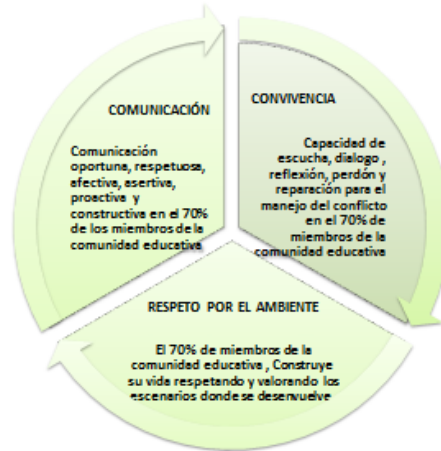 COMUNICACIÓN
Comunicación
oportuna, respetuosa,
afectiva, asertiva,
proactiva y
constructiva en el 70%
de los miembros de la
comunidad educativa
CONVIVENCIA
Capacidad de
escucha, dialogo ,
reflexión, perdón y
reparación para el
manejo del conflicto
en el 70% de
miembros de la
comunidad educativa
RESPETO POR EL AMBIENTE
El 70% de miembros de la
comunidad educativa , Construye
su vida respetando y valorando los
escenarios donde se desenvuelve